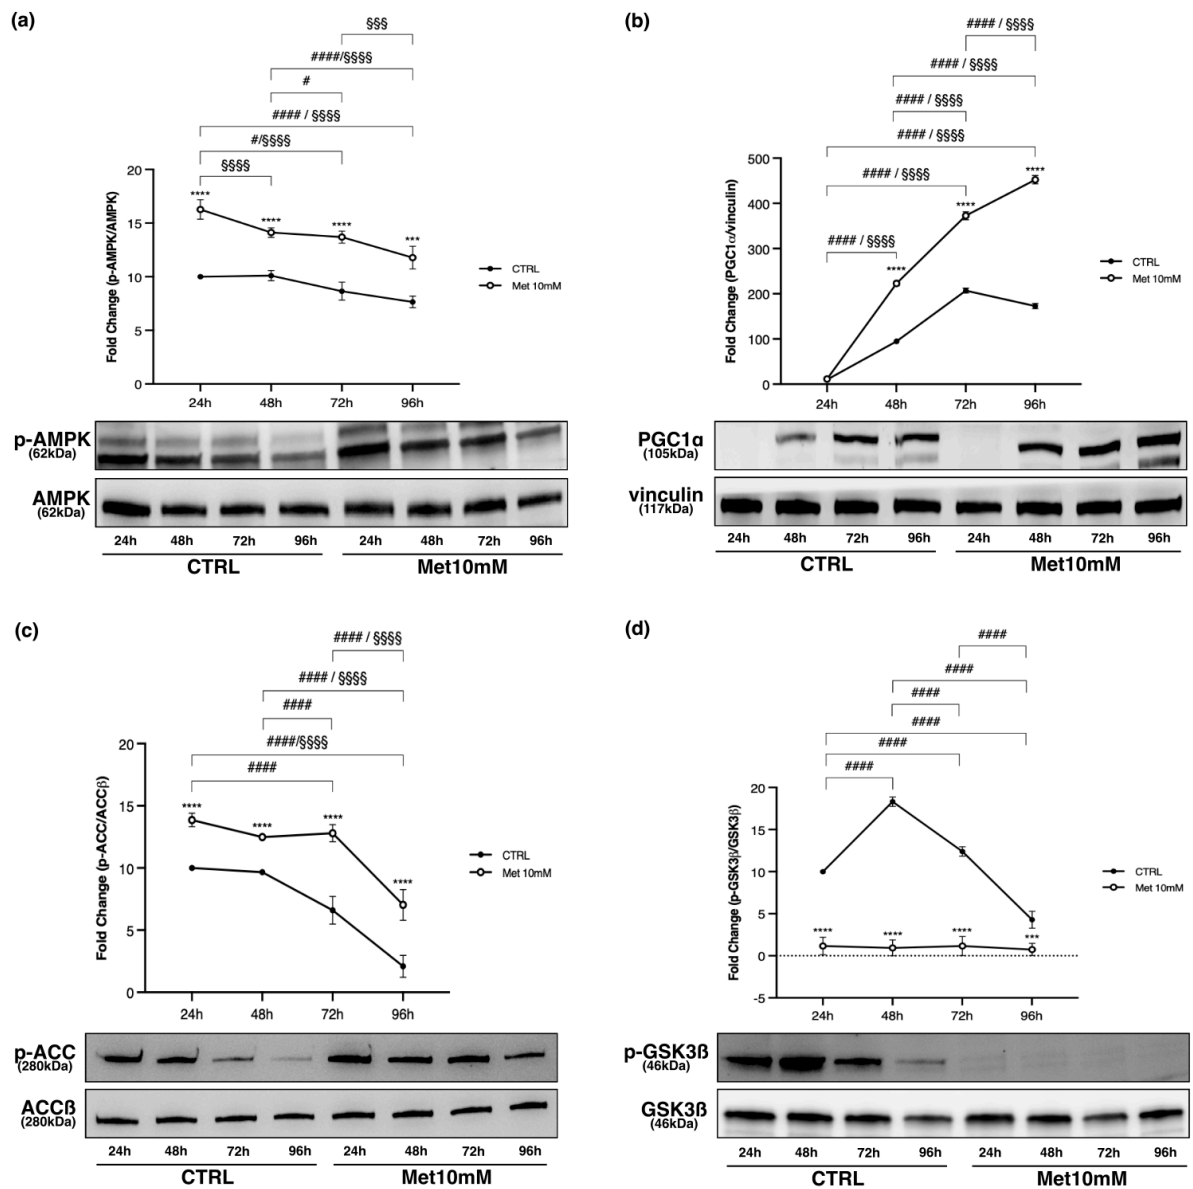 (a)
§§§
####/§§§§
#
#### / §§§§
#/§§§§
§§§§
Fold Change (p-AMPK/AMPK)
20
15
10
5
0
****
****
****
***
CTRL
Met 10mM
24h 48h 72h 96h
p-AMPK
(62kDa)
AMPK
(62kDa)
24h 48h 72h 96h 24h 48h 72h 96h
CTRL Met10mM
(b)
#### / §§§§
#### / §§§§
#### / §§§§
#### / §§§§
#### / §§§§
#### / §§§§
Fold Change (PGC1α/vinculin)
500
400
300
200
100
0
****
****
****
CTRL
Met 10mM
24h 48h 72h 96h
PGC1α
(105kDa)
vinculin
(117kDa)
24h 48h 72h 96h 24h 48h 72h 96h
CTRL Met10mM
(c)
#### / §§§§
#### / §§§§
####
####/§§§§
####
Fold Change (p-ACC/ACCβ)
20
15
10
5
0
****
****
****
****
CTRL
Met 10mM
24h 48h 72h 96h
p-ACC
(280kDa)
ACCß
(280kDa)
24h 48h 72h 96h 24h 48h 72h 96h
CTRL Met10mM
(d)
####
####
####
####
####
####
Fold Change (p-GSK3β/GSK3β)
20
15
10
5
0
-5
****
****
****
***
CTRL
Met 10mM
24h 48h 72h 96h
p-GSK3ß
(46kDa)
GSK3ß
(46kDa)
24h 48h 72h 96h 24h 48h 72h 96h
CTRL Met10mM